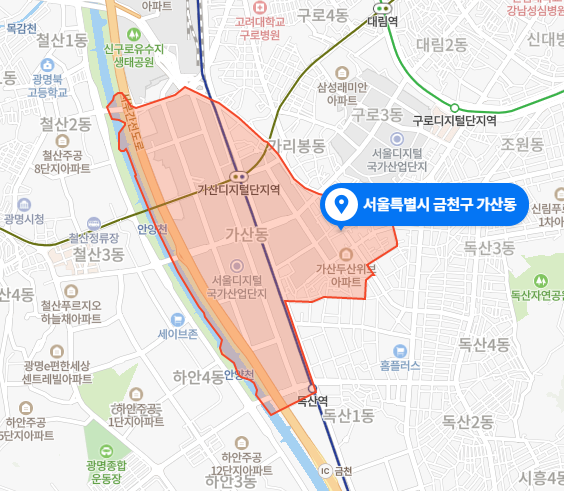 아파트
목감천
고려대학교
구로병원
구로4동
대림역
강남성심병원
철산1동
신구로유수지
생태공원
대림2동
신대방
광명북
고등학교
삼성래미안
아파트
구로3동
구로디지털단지역
철산2동
서부간선도로
가리봉동
서울디지털
국가산업단지
조원동
철산주공
8단지아파트
가산디지털단지역
서울특별시 금천구 가산동
광명시청
안양천
철산정류장
철산3동
가산동
신림푸르
1차아
독산3동
서울디지털
국가산업단지
가산두산위브
아파트
독산자연공원
산4동
철산푸르지오
하늘채아파트
세이브존
독산4동
광명e편한세상
센트레빌아파트
하안4동
안양천
홈플러스
하안주공
5단지아파트
하안주공
1단지아파트
독산역
독산1동
독산2동
광명종합
운동장
하안주공
12단지아파트
IC 금천
하안3동
시흥4동